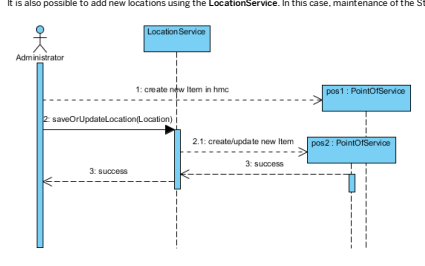 It is also possible to add new locations using the LocationService. In this case, maintenance of the St
LocationService
Administrator
1: create new Item in hmc
pos1 : PointOfService
2: saveOrUpdateLocation(Location)
2.1: create/update new Item
pos2 : PointOfService
3: success
3: success